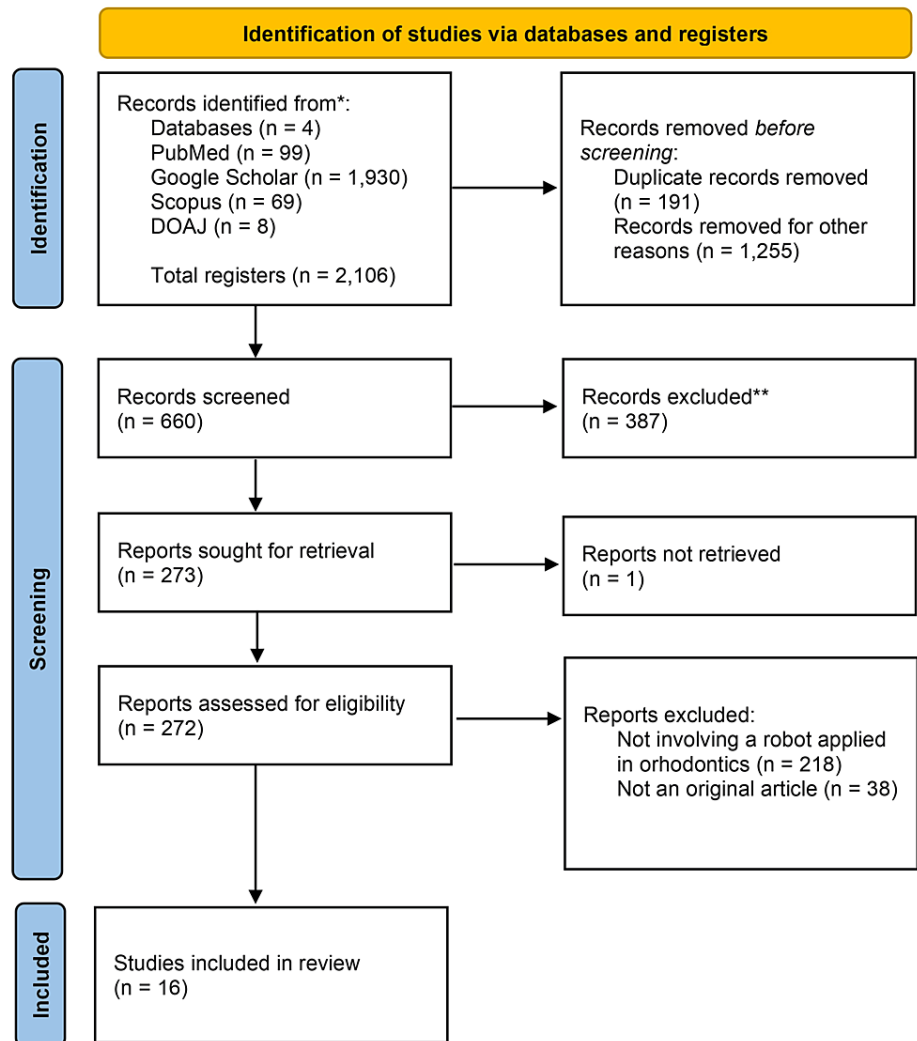 Identification of studies via databases and registers
Identification
Records identified from*:
Databases (n = 4)
PubMed (n = 99)
Google Scholar (n = 1,930)
Scopus (n = 69)
DOAJ (n = 8)
Total registers (n = 2,106)
Records removed before
screening:
Duplicate records removed
(n = 191)
Records removed for other
reasons (n = 1,255)
Screening
Records screened
(n = 660)
Records excluded**
(n = 387)
Reports sought for retrieval
(n = 273)
Reports not retrieved
(n = 1)
Reports assessed for eligibility
(n = 272)
Reports excluded:
Not involving a robot applied
in orhodontics (n = 218)
Not an original article (n = 38)
Included
Studies included in review
(n = 16)